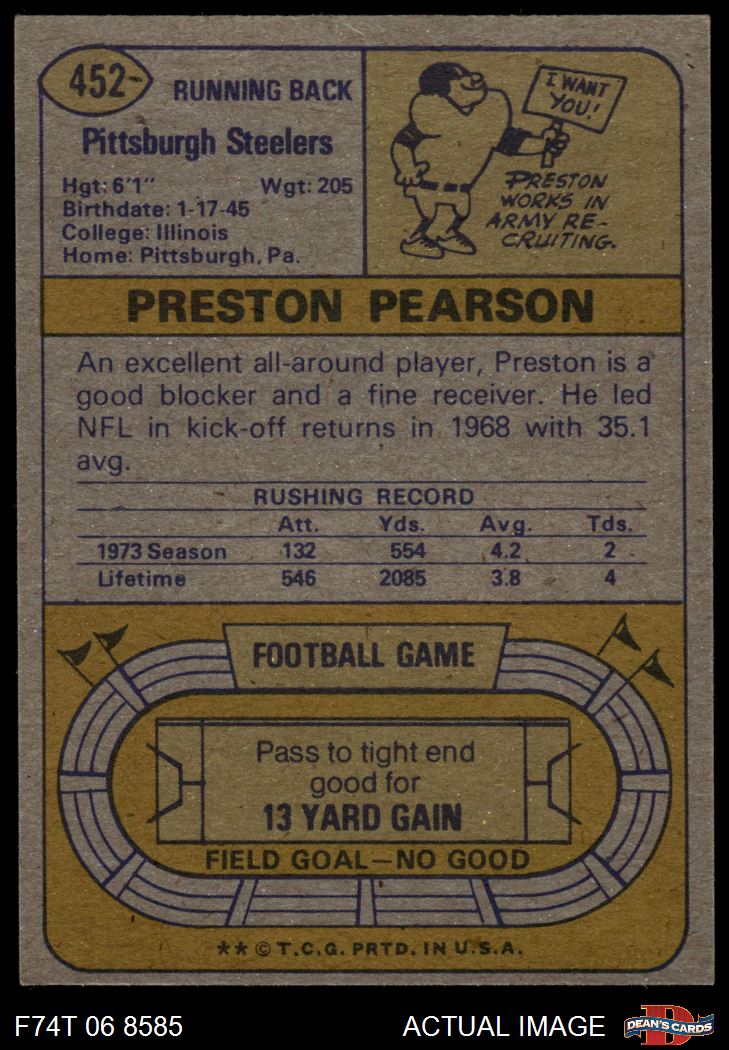 452
RUNNING BACK
Pittsburgh Steelers
Hgt: 6'1" Wgt: 205
Birthdate: 1-17-45
College: Illinois
Home: Pittsburgh, Pa.
I WANT
YOU!
PRESTON
WORKS IN
ARMY RE-
CRUITING.
PRESTON PEARSON
An excellent all-around player, Preston is a
good blocker and a fine receiver. He led
NFL in kick-off returns in 1968 with 35.1
avg.
RUSHING RECORD
Att. Yds. Avg. Tds.
1973 Season 132 554 4.2 2
Lifetime 546 2085 3.8 4
FOOTBALL GAME
Pass to tight end
good for
13 YARD GAIN
FIELD GOAL—NO GOOD
** © T.C.G. PRTD. IN U.S.A.
F74T 06 8585 ACTUAL IMAGE
D
DEAN'S CARDS